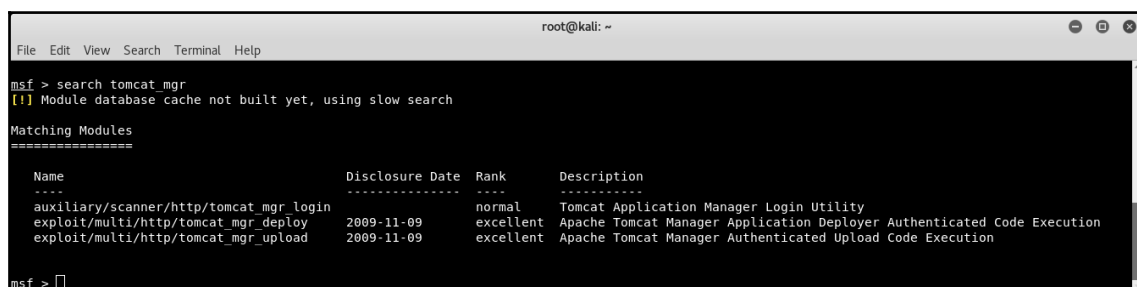 root@kali: ~
File Edit View Search Terminal Help
msf > search tomcat_mgr
[!] Module database cache not built yet, using slow search
Matching Modules
================
Name Disclosure Date Rank Description
---- --------------- ---- -----------
auxiliary/scanner/http/tomcat_mgr_login normal Tomcat Application Manager Login Utility
exploit/multi/http/tomcat_mgr_deploy 2009-11-09 excellent Apache Tomcat Manager Application Deployer Authenticated Code Execution
exploit/multi/http/tomcat_mgr_upload 2009-11-09 excellent Apache Tomcat Manager Authenticated Upload Code Execution
msf >